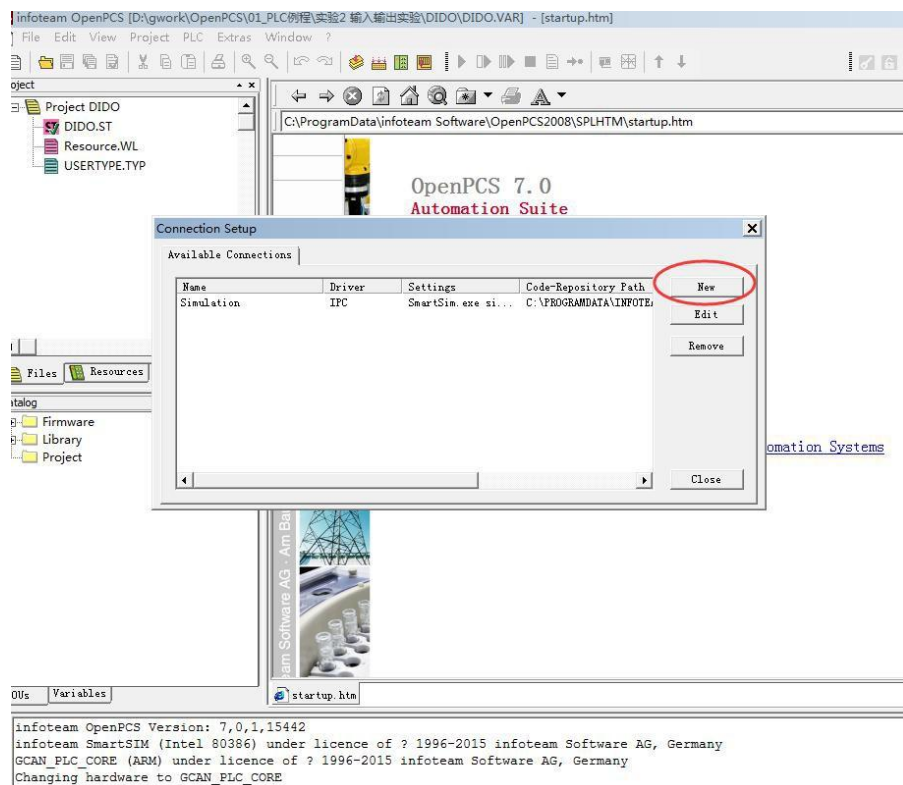 infoteam OpenPCS [D:\gwork\OpenPCS\01_PLC例程\实验2 输入输出实验\DIDO\DIDO.VAR] - [startup.htm]
File Edit View Project PLC Extras Window ?
oject
Project DIDO
DIDO.ST
Resource.WL
USERTYPE.TYP
C:\ProgramData\infoteam Software\OpenPCS2008\SPLHTM\startup.htm
OpenPCS 7.0
Automation Suite
Connection Setup
Available Connections
Name Driver Settings Code-Repository Path
Simulation IPC SmartSim.exe si... C:\PROGRAMDATA\INFOTEA
New
Edit
Remove
Close
Files Resources
atalog
Firmware
Library
Project
omation Systems
eam Software AG · Am Ba
OUs Variables
startup.htm
infoteam OpenPCS Version: 7,0,1,15442
infoteam SmartSIM (Intel 80386) under licence of ? 1996-2015 infoteam Software AG, Germany
GCAN_PLC_CORE (ARM) under licence of ? 1996-2015 infoteam Software AG, Germany
Changing hardware to GCAN_PLC_CORE